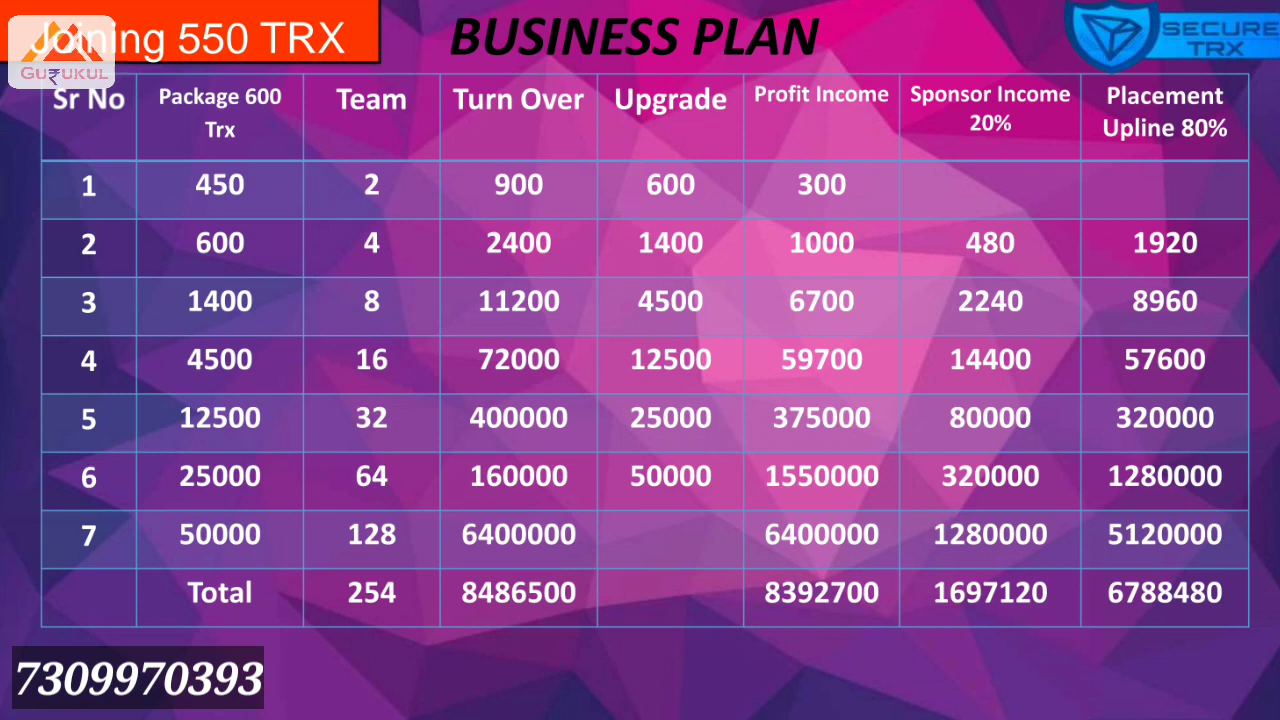 Joining 550 TRX
BUSINESS PLAN
SECURE
TRX
GU₹UKUL
Sr No Package 600 Trx Team Turn Over Upgrade Profit Income Sponsor Income 20% Placement Upline 80%
1 450 2 900 600 300
2 600 4 2400 1400 1000 480 1920
3 1400 8 11200 4500 6700 2240 8960
4 4500 16 72000 12500 59700 14400 57600
5 12500 32 400000 25000 375000 80000 320000
6 25000 64 160000 50000 1550000 320000 1280000
7 50000 128 6400000 6400000 1280000 5120000
Total 254 8486500 8392700 1697120 6788480
7309970393